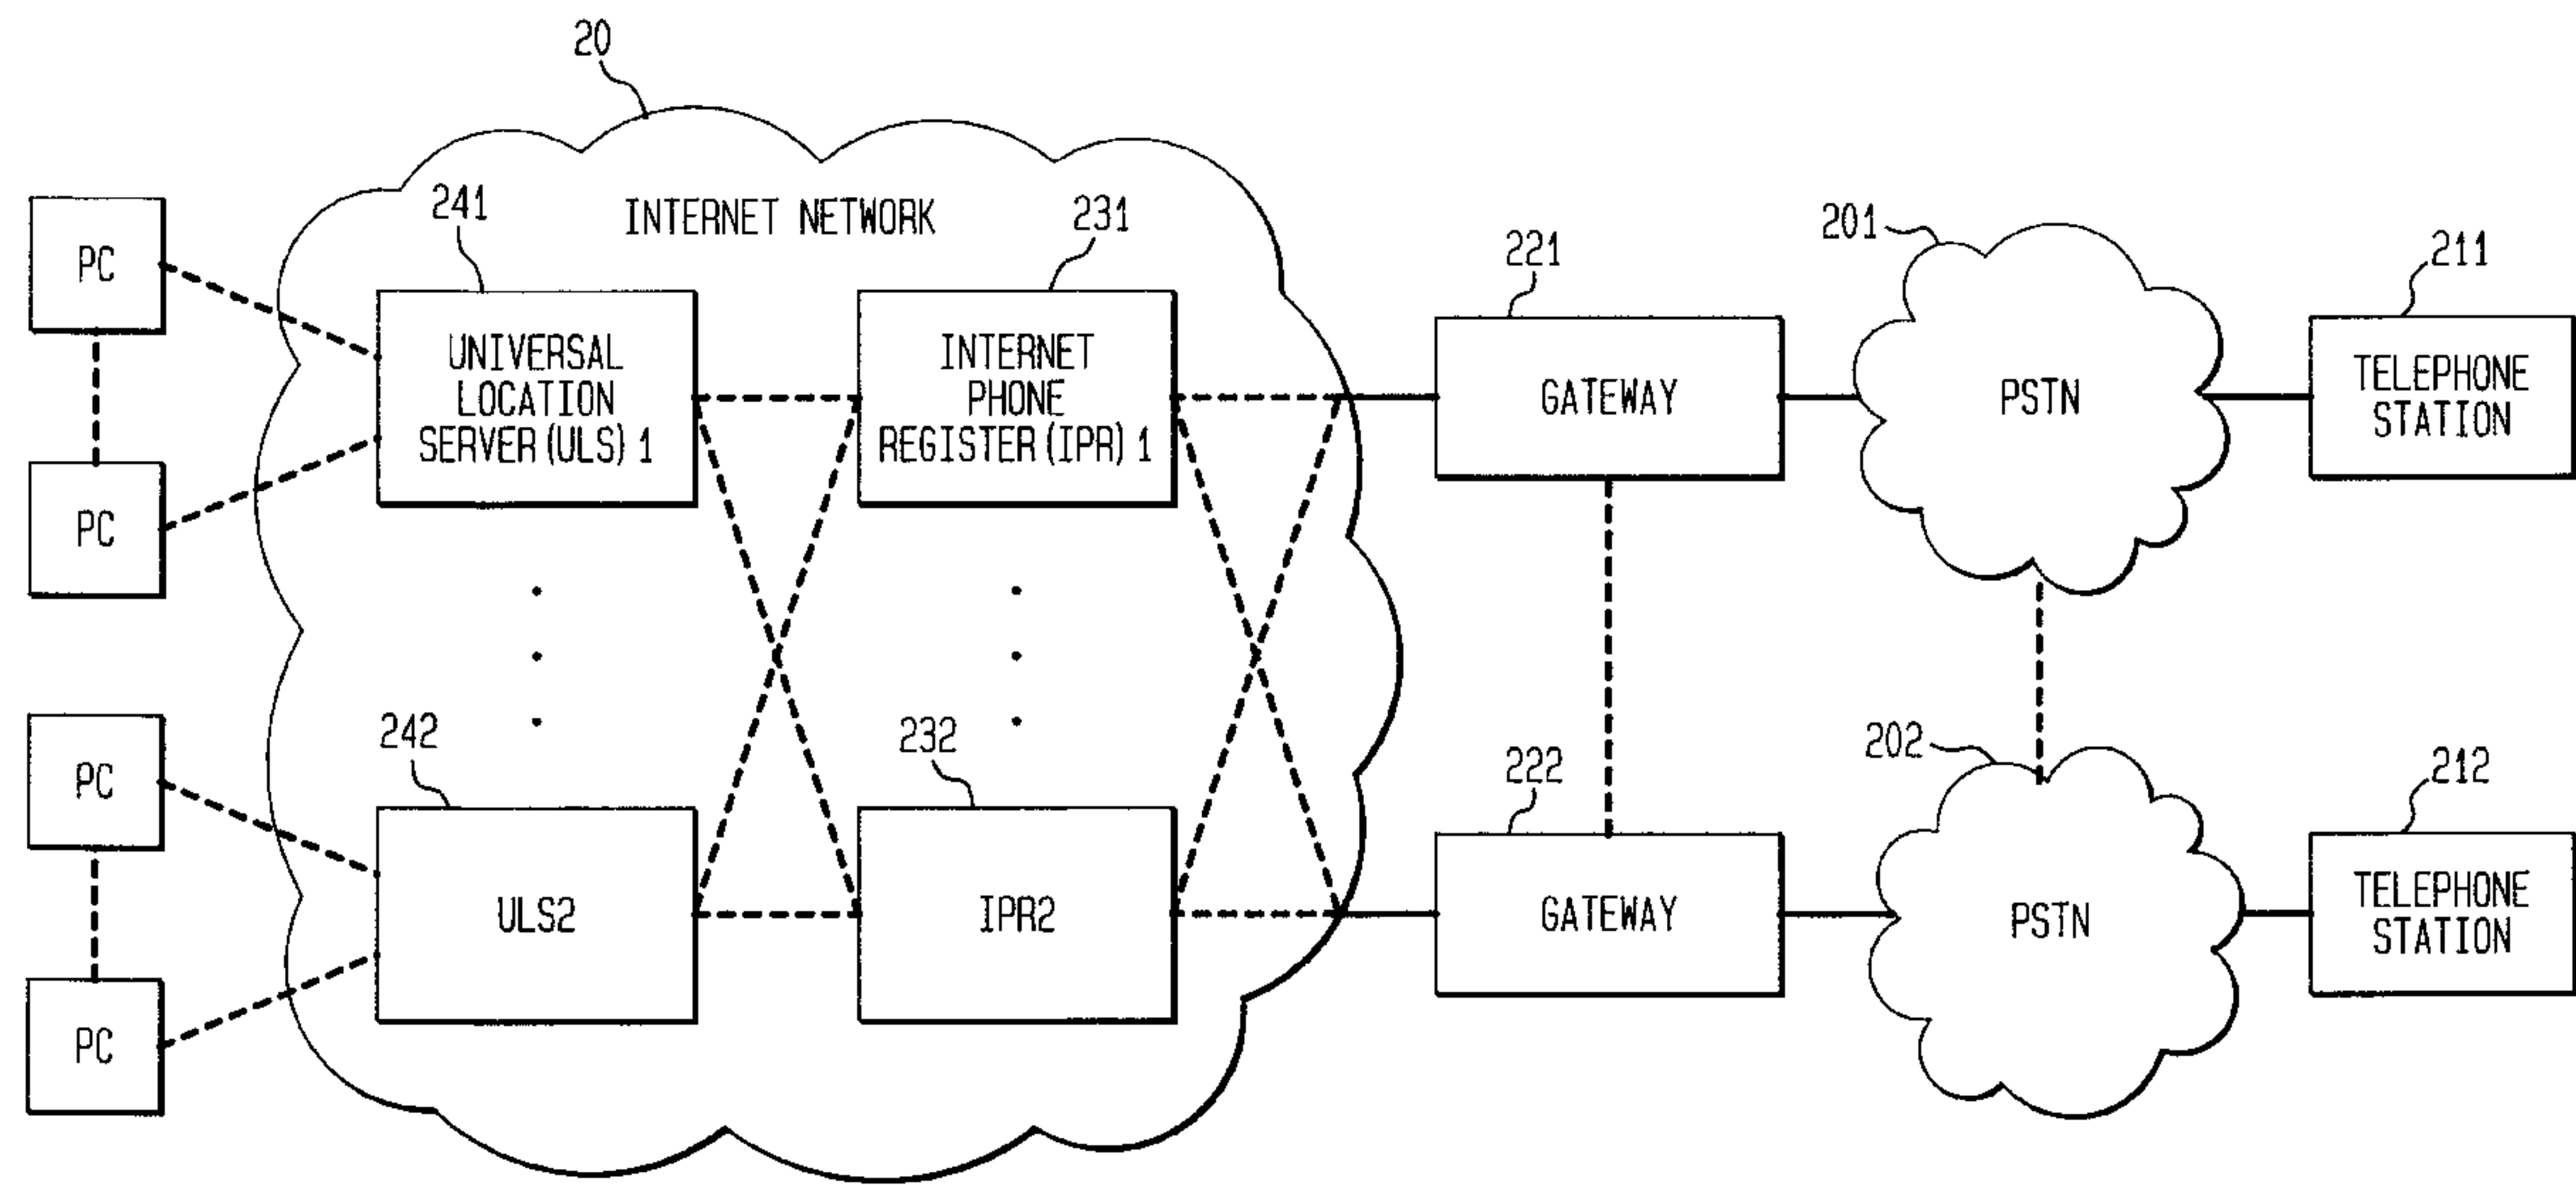 20
INTERNET NETWORK
241
231
221
201
211
PC
PC
UNIVERSAL
LOCATION
SERVER (ULS) 1
INTERNET
PHONE
REGISTER (IPR) 1
GATEWAY
PSTN
TELEPHONE
STATION
242
232
222
202
212
PC
PC
ULS2
IPR2
GATEWAY
PSTN
TELEPHONE
STATION